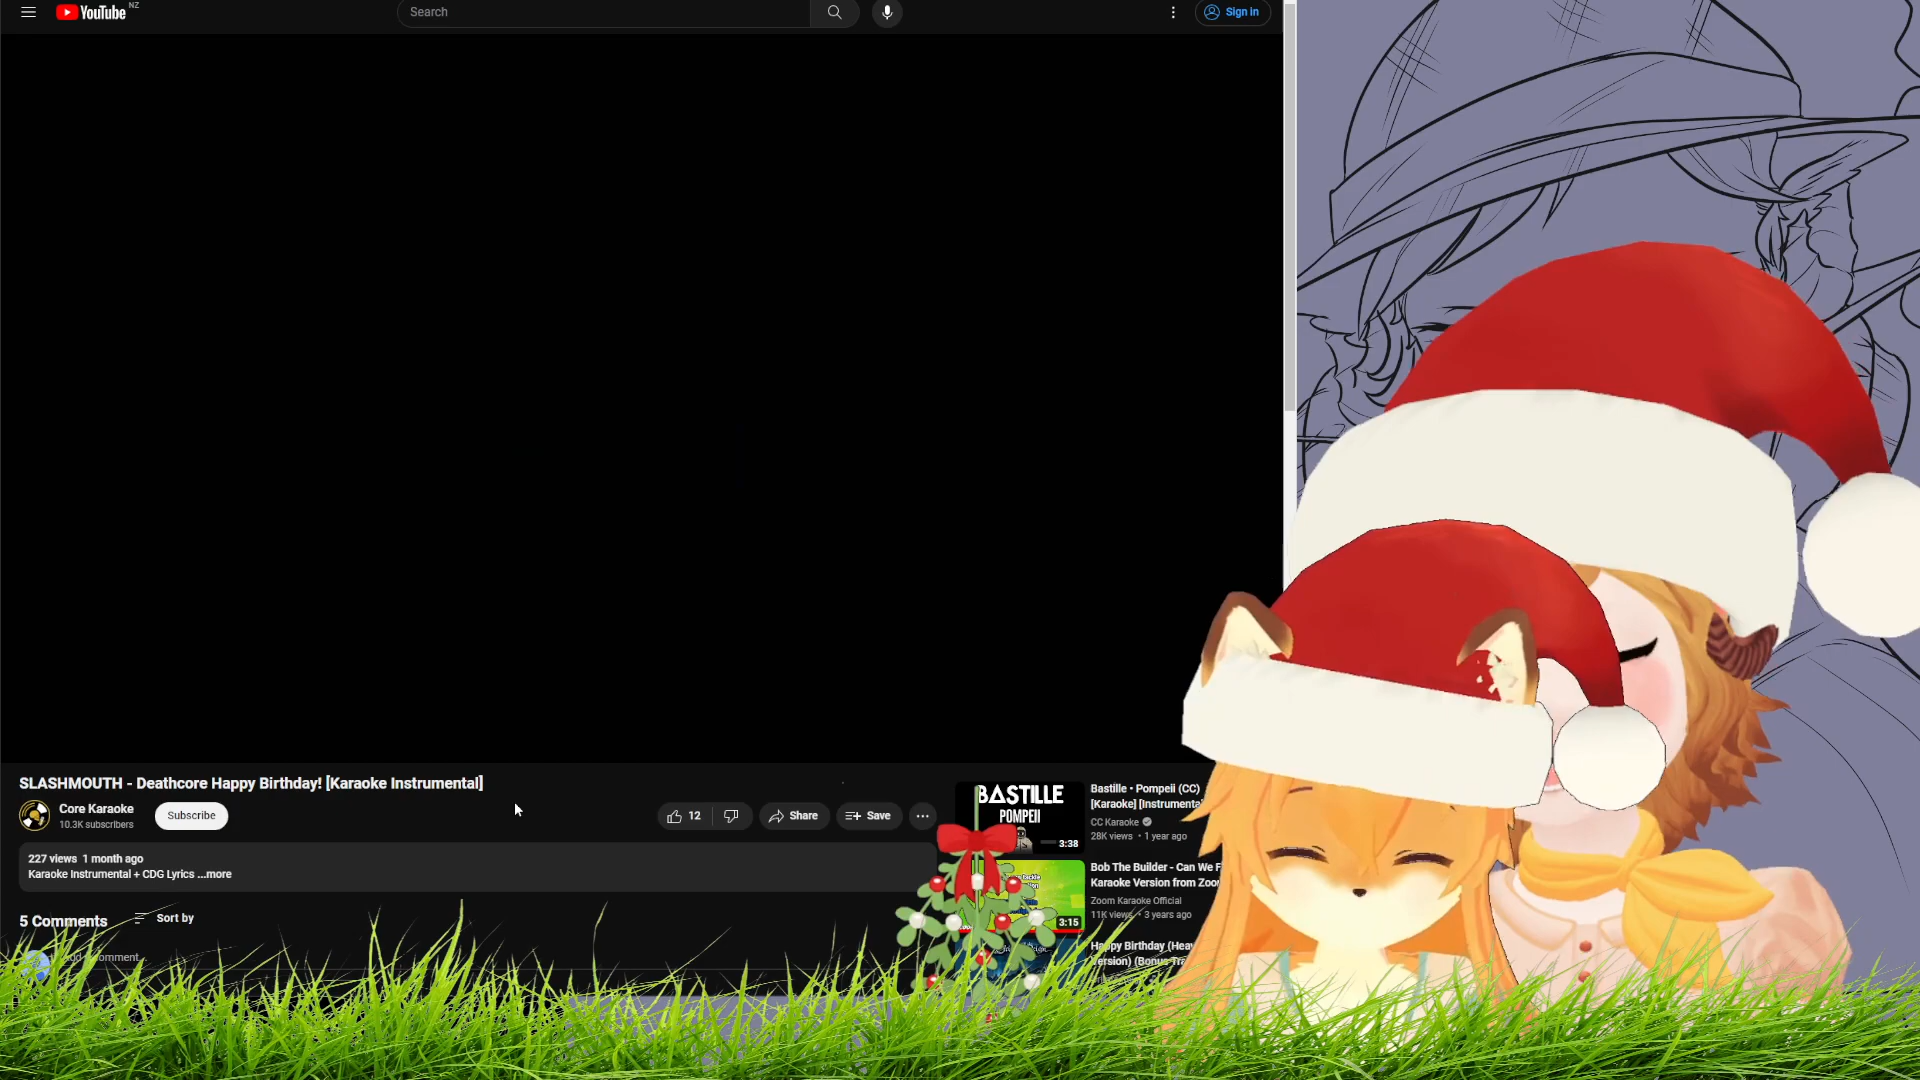 YouTube NZ
Search
Sign in
SLASHMOUTH - Deathcore Happy Birthday! [Karaoke Instrumental]
Core Karaoke
10.3K subscribers
Subscribe
12
Share
Save
227 views 1 month ago
Karaoke Instrumental + CDG Lyrics ...more
5 Comments
Sort by
BASTILLE
POMPEII
3:38
Bastille • Pompeii (CC)
[Karaoke] [Instrumenta
CC Karaoke
28K views • 1 year ago
3:15
Bob The Builder - Can We F
Karaoke Version from Zoo
Zoom Karaoke Official
11K views • 3 years ago
Happy Birthday (Hea